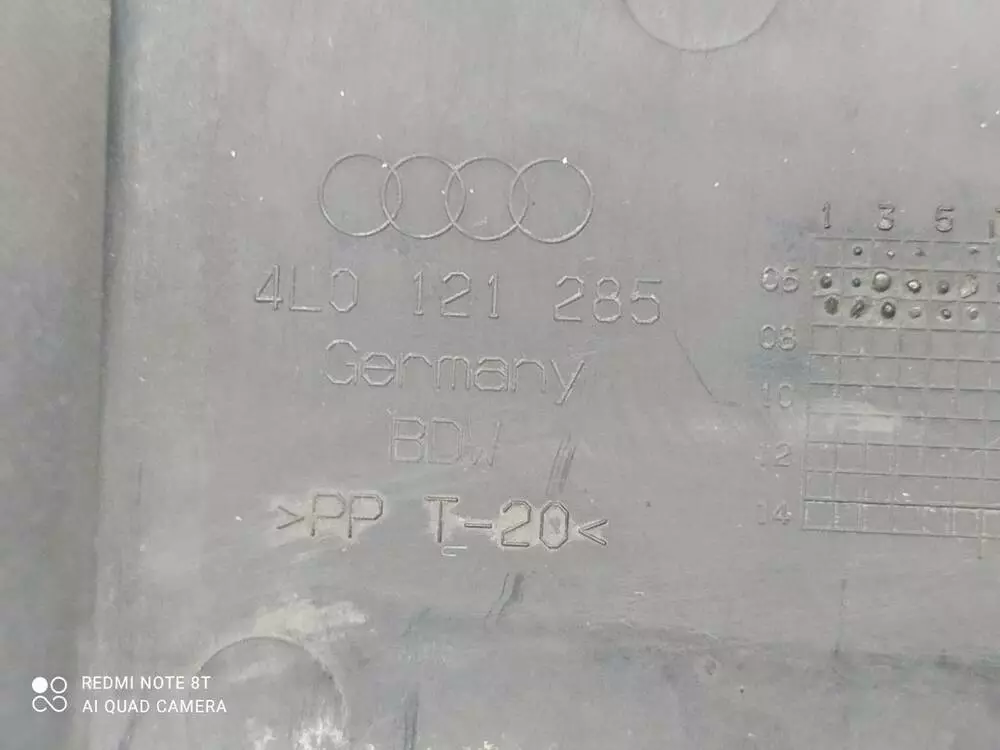 4L0 121 285
Germany
BDW
>PP T-20<
1 3 5
06
08
10
12
14
REDMI NOTE 8T
AI QUAD CAMERA